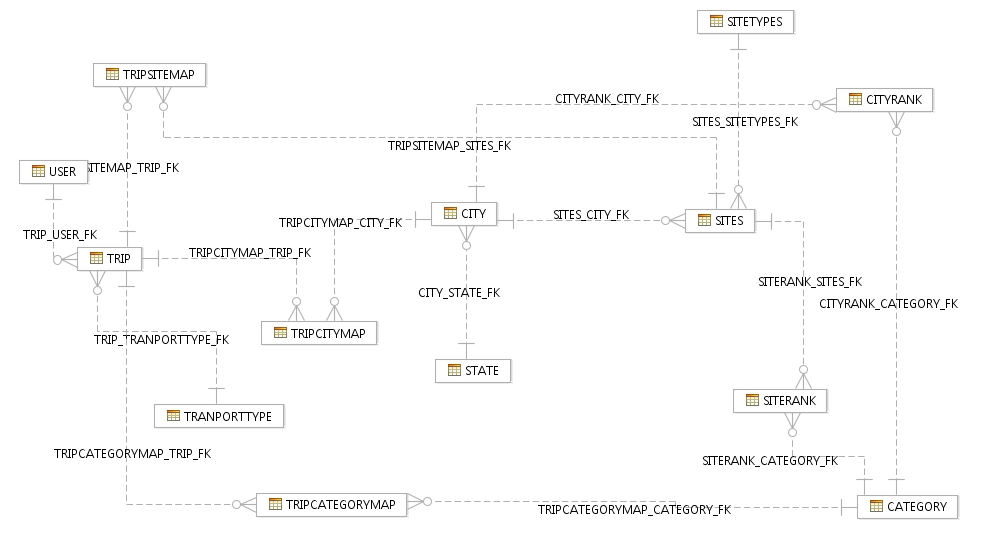 SITETYPES
TRIPSITEMAP
CITYRANK_CITY_FK
CITYRANK
SITES_SITETYPES_FK
TRIPSITEMAP_SITES_FK
SITEMAP_TRIP_FK
USER
CITY
SITES_CITY_FK
SITES
TRIPCITYMAP_CITY_FK
TRIP_USER_FK
TRIPCITYMAP_TRIP_FK
TRIP
SITERANK_SITES_FK
CITY_STATE_FK
CITYRANK_CATEGORY_FK
TRIPCITYMAP
TRIP_TRANPORTTYPE_FK
STATE
SITERANK
TRANPORTTYPE
TRIPCATEGORYMAP_TRIP_FK
SITERANK_CATEGORY_FK
TRIPCATEGORYMAP
TRIPCATEGORYMAP_CATEGORY_FK
CATEGORY